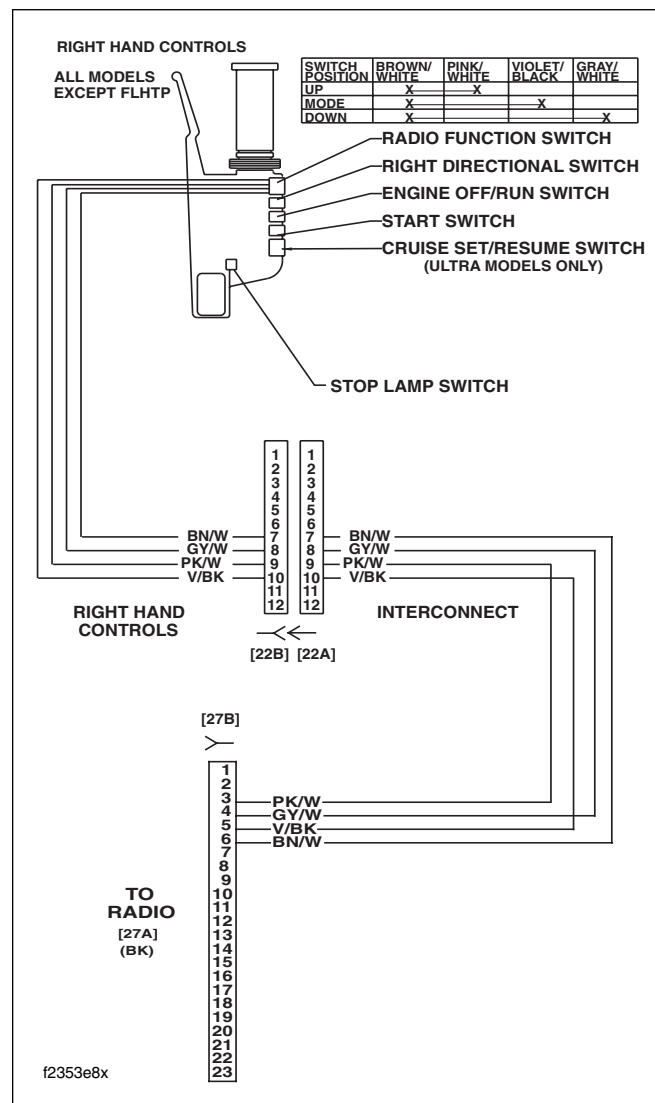 RIGHT HAND CONTROLS
ALL MODELS
EXCEPT FLHTP
SWITCH POSITION BROWN/WHITE PINK/WHITE VIOLET/BLACK GRAY/WHITE
UP X X
MODE X X
DOWN X X
RADIO FUNCTION SWITCH
RIGHT DIRECTIONAL SWITCH
ENGINE OFF/RUN SWITCH
START SWITCH
CRUISE SET/RESUME SWITCH
(ULTRA MODELS ONLY)
STOP LAMP SWITCH
1 1
2 2
3 3
4 4
5 5
6 6
BN/W 7 7 BN/W
GY/W 8 8 GY/W
PK/W 9 9 PK/W
V/BK 10 10 V/BK
11 11
12 12
RIGHT HAND
CONTROLS
INTERCONNECT
[22B] [22A]
[27B]
1
2
3 PK/W
4 GY/W
5 V/BK
6 BN/W
7
8
9
10
11
12
13
14
15
16
17
18
19
20
21
22
23
TO
RADIO
[27A]
(BK)
f2353e8x